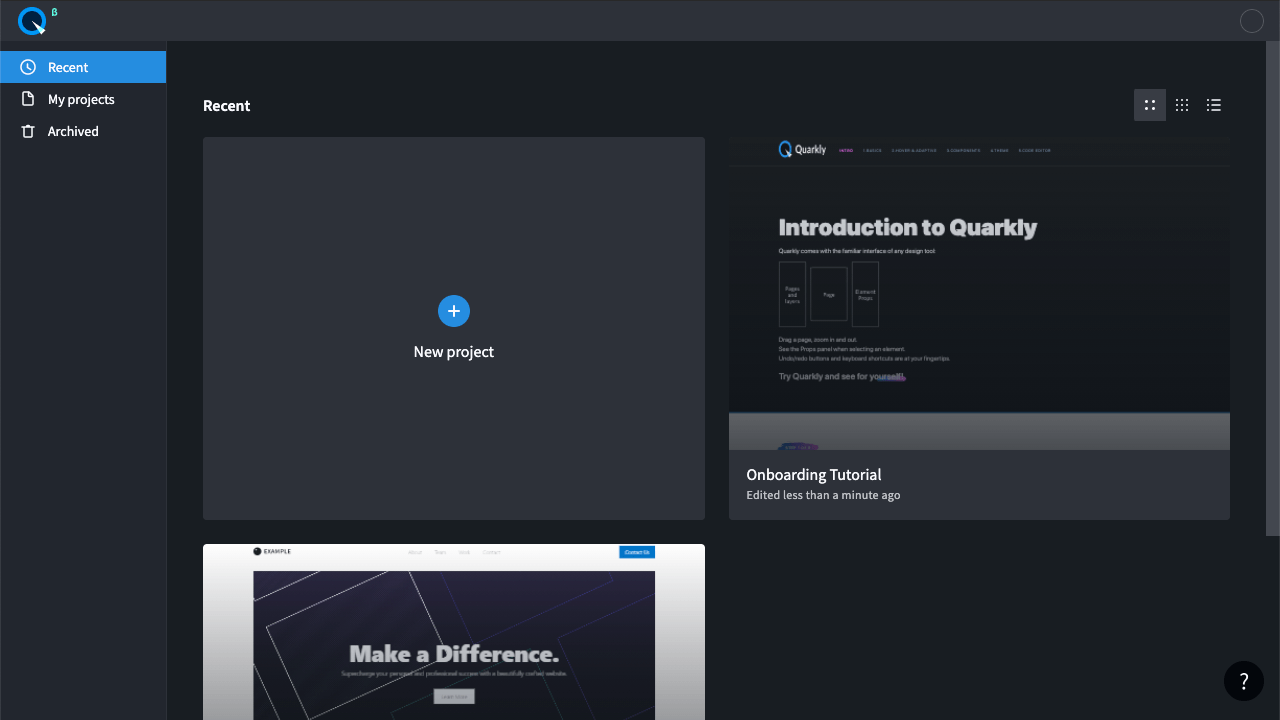 β
Recent
My projects
Archived
Recent
New project
Quarkly
INTRO 1 BASICS 2 HOVER & ADAPTIVE 3 COMPONENTS 4 THEME 5 CODE EDITOR
Introduction to Quarkly
Quarkly comes with the familiar interface of any design tool:
Pages and layers
Page
Element Props
Drag a page, zoom in and out.
See the Props panel when selecting an element.
Undo/redo buttons and keyboard shortcuts are at your fingertips.
Try Quarkly and see for yourself!
Onboarding Tutorial
Edited less than a minute ago
EXAMPLE
About Team Work Contact
Contact Us
Make a Difference.
Supercharge your personal and professional success with a beautifully crafted website.
?